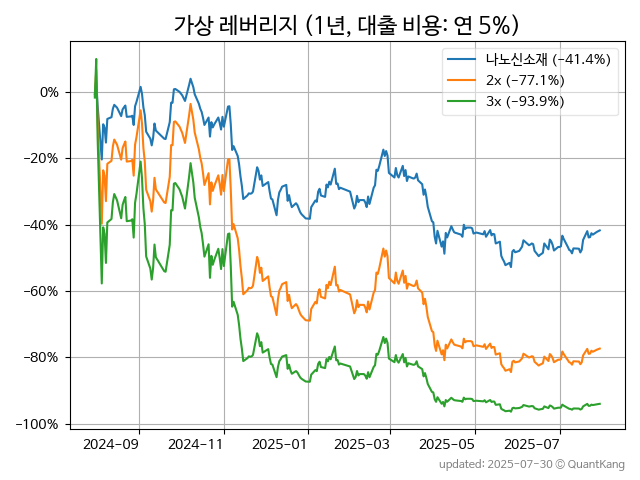 가상 레버리지 (1년, 대출 비용: 연 5%)
나노신소재 (−41.4%)
2x (−77.1%)
3x (−93.9%)
0%
−20%
−40%
−60%
−80%
−100%
2024-09 2024-11 2025-01 2025-03 2025-05 2025-07
updated: 2025-07-30 © QuantKang